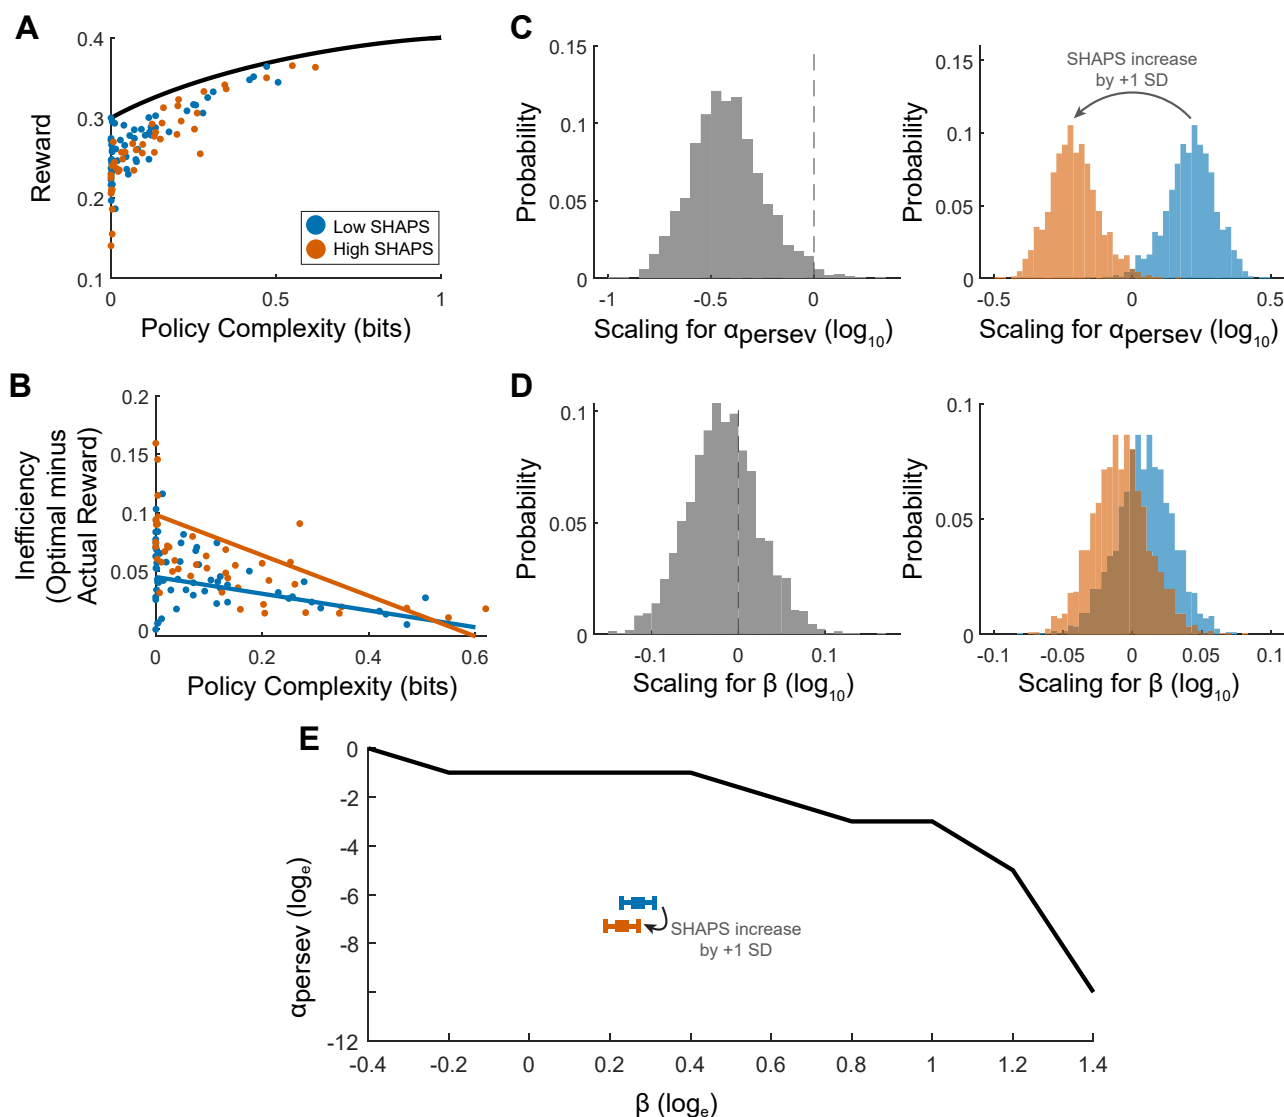 A
Reward
0.4
0.3
0.2
0.1
0
0.5
1
Policy Complexity (bits)
Low SHAPS
High SHAPS
C
Probability
0.15
0.1
0.05
0
-1
-0.5
0
Scaling for αpersev (log10)
Probability
0.15
0.1
0.05
0
-0.5
0
0.5
Scaling for αpersev (log10)
SHAPS increase
by +1 SD
B
Inefficiency
(Optimal minus
Actual Reward)
0.2
0.15
0.1
0.05
0
0
0.2
0.4
0.6
Policy Complexity (bits)
D
Probability
0.1
0.05
0
-0.1
0
0.1
Scaling for β (log10)
Probability
0.1
0.05
0
-0.1
-0.05
0
0.05
0.1
Scaling for β (log10)
E
αpersev (loge)
0
-2
-4
-6
-8
-12
-0.4
-0.2
0
0.2
0.4
0.6
0.8
1
1.2
1.4
β (loge)
SHAPS increase
by +1 SD